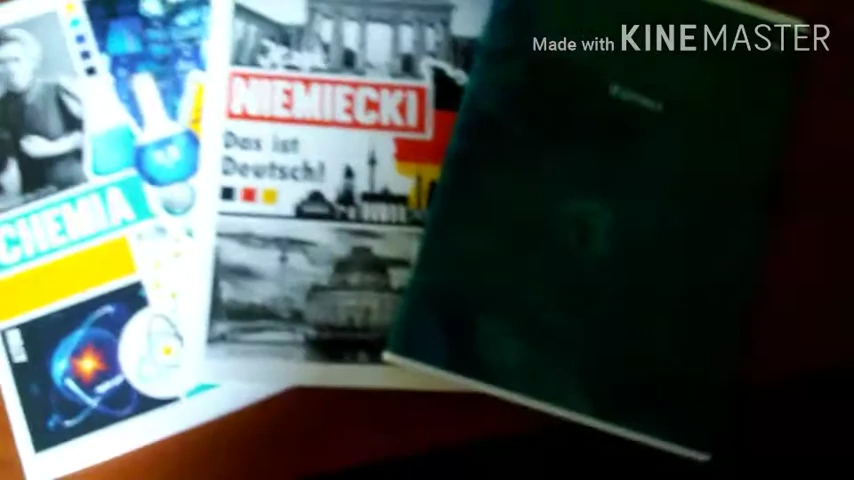 Made with KINEMASTER
NIEMIECKI
Das ist
Deutsch!
CHEMIA